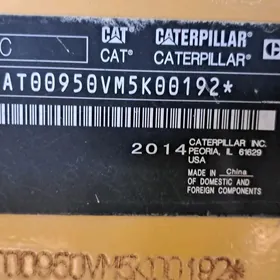 C
CAT CATERPILLAR
CAT® CATERPILLAR® C
AT00950VM5K00192*
2014 CATERPILLAR INC.
PEORIA, IL 61629
USA
MADE IN China
OF DOMESTIC AND
FOREIGN COMPONENTS
00950VM5K00192*